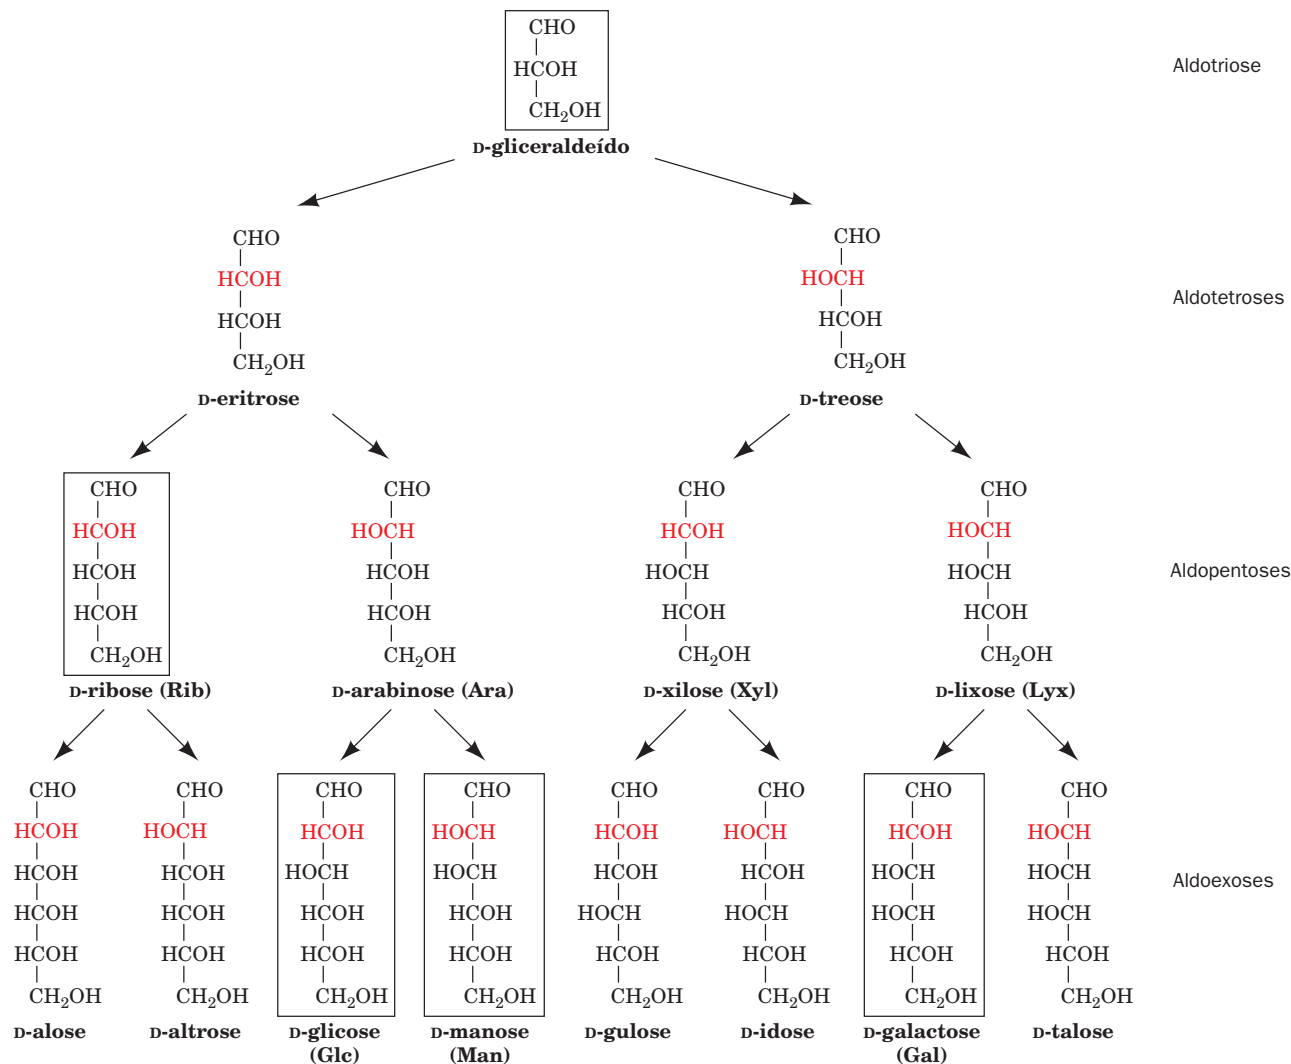 CHO
HCOH
CH₂OH
D-gliceraldeído
Aldotriose
CHO
HCOH
HCOH
CH₂OH
D-eritrose
CHO
HOCH
HCOH
CH₂OH
D-treose
Aldotetroses
CHO
HCOH
HCOH
HCOH
CH₂OH
D-ribose (Rib)
CHO
HOCH
HCOH
HCOH
CH₂OH
D-arabinose (Ara)
CHO
HCOH
HOCH
HCOH
CH₂OH
D-xilose (Xyl)
CHO
HOCH
HOCH
HCOH
CH₂OH
D-lixose (Lyx)
Aldopentoses
CHO
HCOH
HCOH
HCOH
HCOH
CH₂OH
D-alose
CHO
HOCH
HCOH
HCOH
HCOH
CH₂OH
D-altrose
CHO
HCOH
HOCH
HCOH
HCOH
CH₂OH
D-glicose
(Glc)
CHO
HOCH
HOCH
HCOH
HCOH
CH₂OH
D-manose
(Man)
CHO
HCOH
HCOH
HOCH
HCOH
CH₂OH
D-gulose
CHO
HOCH
HCOH
HOCH
HCOH
CH₂OH
D-idose
CHO
HCOH
HOCH
HOCH
HCOH
CH₂OH
D-galactose
(Gal)
CHO
HOCH
HOCH
HOCH
HCOH
CH₂OH
D-talose
Aldoexoses